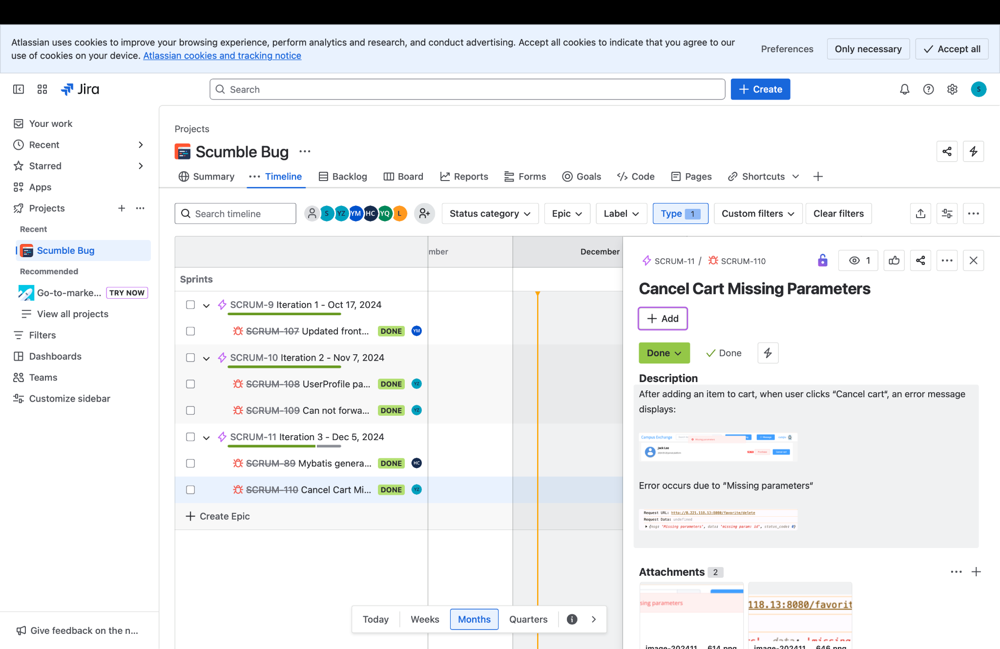 Atlassian uses cookies to improve your browsing experience, perform analytics and research, and conduct advertising. Accept all cookies to indicate that you agree to our
use of cookies on your device. Atlassian cookies and tracking notice
Preferences
Only necessary
Accept all
Jira
Search
Create
S
Your work
Recent
Starred
Apps
Projects
Recent
Scumble Bug
Recommended
Go-to-marke... TRY NOW
View all projects
Filters
Dashboards
Teams
Customize sidebar
Give feedback on the n...
Projects
Scumble Bug
Summary
Timeline
Backlog
Board
Reports
Forms
Goals
Code
Pages
Shortcuts
Search timeline
S YZ YM HC YQ L
Status category
Epic
Label
Type 1
Custom filters
Clear filters
mber
December
Sprints
SCRUM-9 Iteration 1 - Oct 17, 2024
SCRUM-107 Updated front... DONE YM
SCRUM-10 Iteration 2 - Nov 7, 2024
SCRUM-108 UserProfile pa... DONE YZ
SCRUM-109 Can not forwa... DONE YZ
SCRUM-11 Iteration 3 - Dec 5, 2024
SCRUM-89 Mybatis genera... DONE HC
SCRUM-110 Cancel Cart Mi... DONE YZ
Create Epic
Today
Weeks
Months
Quarters
SCRUM-11 / SCRUM-110
1
Cancel Cart Missing Parameters
Add
Done
Done
Description
After adding an item to cart, when user clicks “Cancel cart“, an error message
displays:
Campus Exchange
Missing parameters
Message
Jack Lee
$360 Purchase Cancel cart
Error occurs due to “Missing parameters“
Request URL: http://8.221.118.13:8080/favorite/delete
Request Data: undefined
{msg: 'Missing parameters', data: 'missing param: id', status_code: 0}
Attachments 2
sing parameters
118.13:8080/favorit
data: 'missing
image-202411... 614.png
image-202411... 646.png